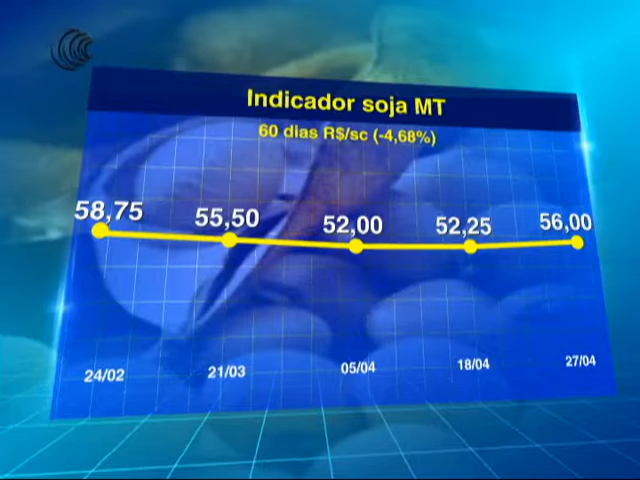 Indicador soja MT
60 dias R$/sc (-4,68%)
58,75 55,50 52,00 52,25 56,00
24/02 21/03 05/04 18/04 27/04